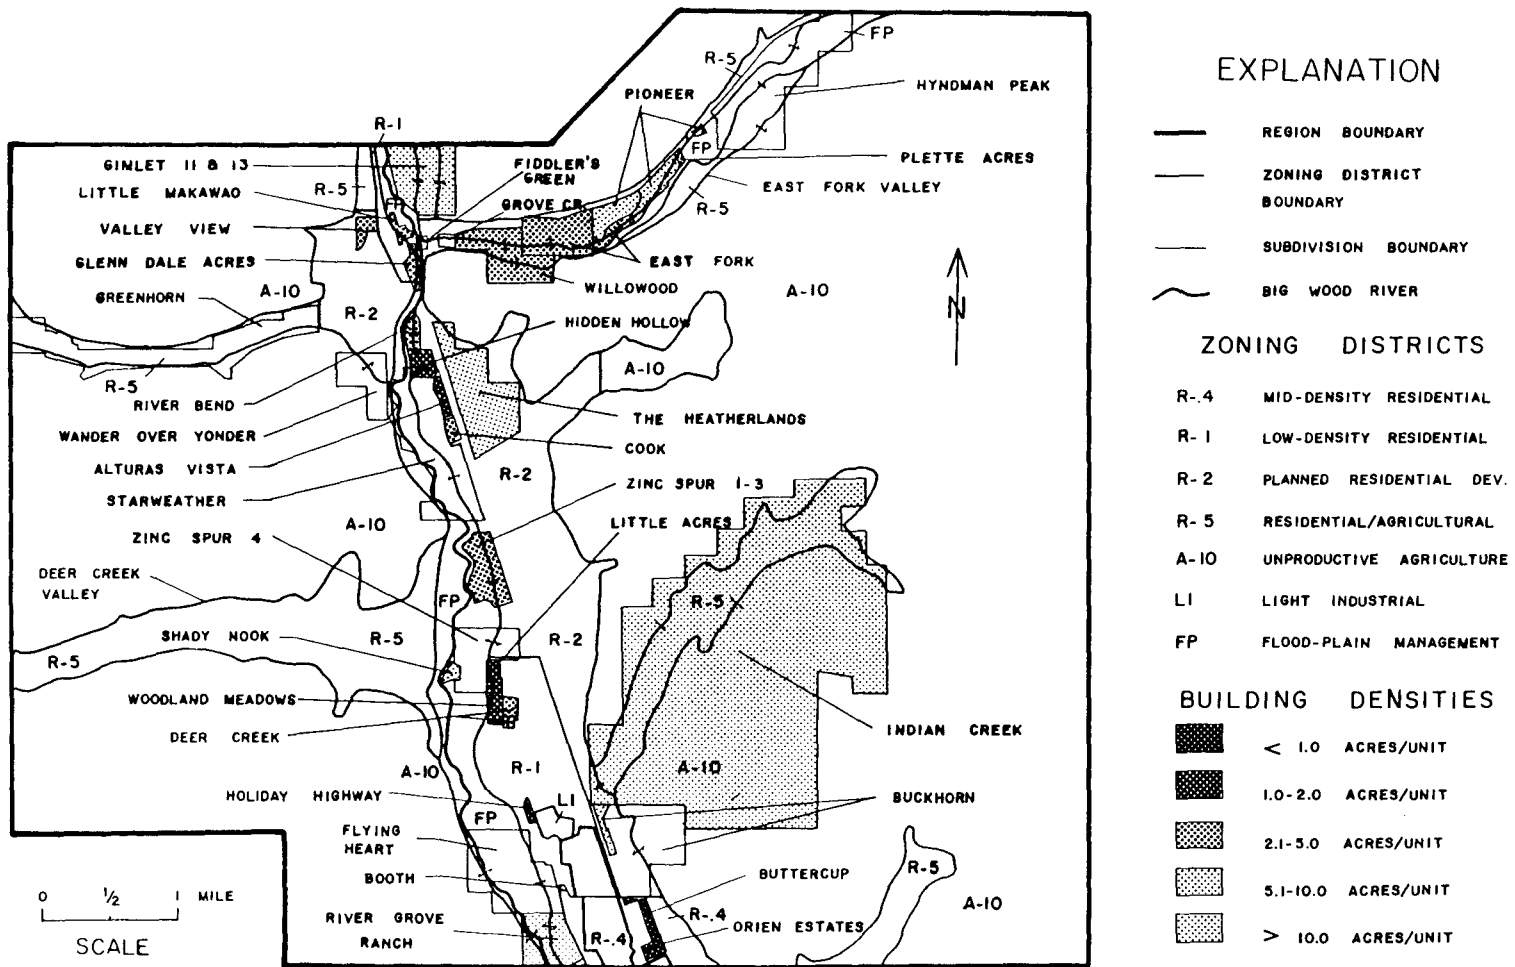 FP
R-5
HYNDMAN PEAK
PIONEER
R-1
GIMLET 11 & 13
FIDDLER'S
GREEN
FP
PLETTE ACRES
LITTLE MAKAWAO
R-5
FP
GROVE CR.
EAST FORK VALLEY
R-5
VALLEY VIEW
GLENN DALE ACRES
EAST FORK
WILLOWOOD
A-10
GREENHORN
A-10
R-2
HIDDEN HOLLOW
N
R-5
A-10
RIVER BEND
THE HEATHERLANDS
WANDER OVER YONDER
COOK
ALTURAS VISTA
R-2
STARWEATHER
ZINC SPUR 1-3
A-10
LITTLE ACRES
ZINC SPUR 4
DEER CREEK
VALLEY
FP
R-5
SHADY NOOK
R-5
R-2
R-5
WOODLAND MEADOWS
DEER CREEK
INDIAN CREEK
A-10
R-1
A-10
HOLIDAY HIGHWAY
LI
BUCKHORN
FP
FLYING
HEART
BOOTH
BUTTERCUP
R-5
A-10
RIVER GROVE
RANCH
R-.4
R-.4
ORIEN ESTATES
0 1/2 1 MILE
SCALE
EXPLANATION
REGION BOUNDARY
ZONING DISTRICT
BOUNDARY
SUBDIVISION BOUNDARY
BIG WOOD RIVER
ZONING DISTRICTS
R-.4 MID-DENSITY RESIDENTIAL
R-1 LOW-DENSITY RESIDENTIAL
R-2 PLANNED RESIDENTIAL DEV.
R-5 RESIDENTIAL/AGRICULTURAL
A-10 UNPRODUCTIVE AGRICULTURE
LI LIGHT INDUSTRIAL
FP FLOOD-PLAIN MANAGEMENT
BUILDING DENSITIES
< 1.0 ACRES/UNIT
1.0-2.0 ACRES/UNIT
2.1-5.0 ACRES/UNIT
5.1-10.0 ACRES/UNIT
> 10.0 ACRES/UNIT